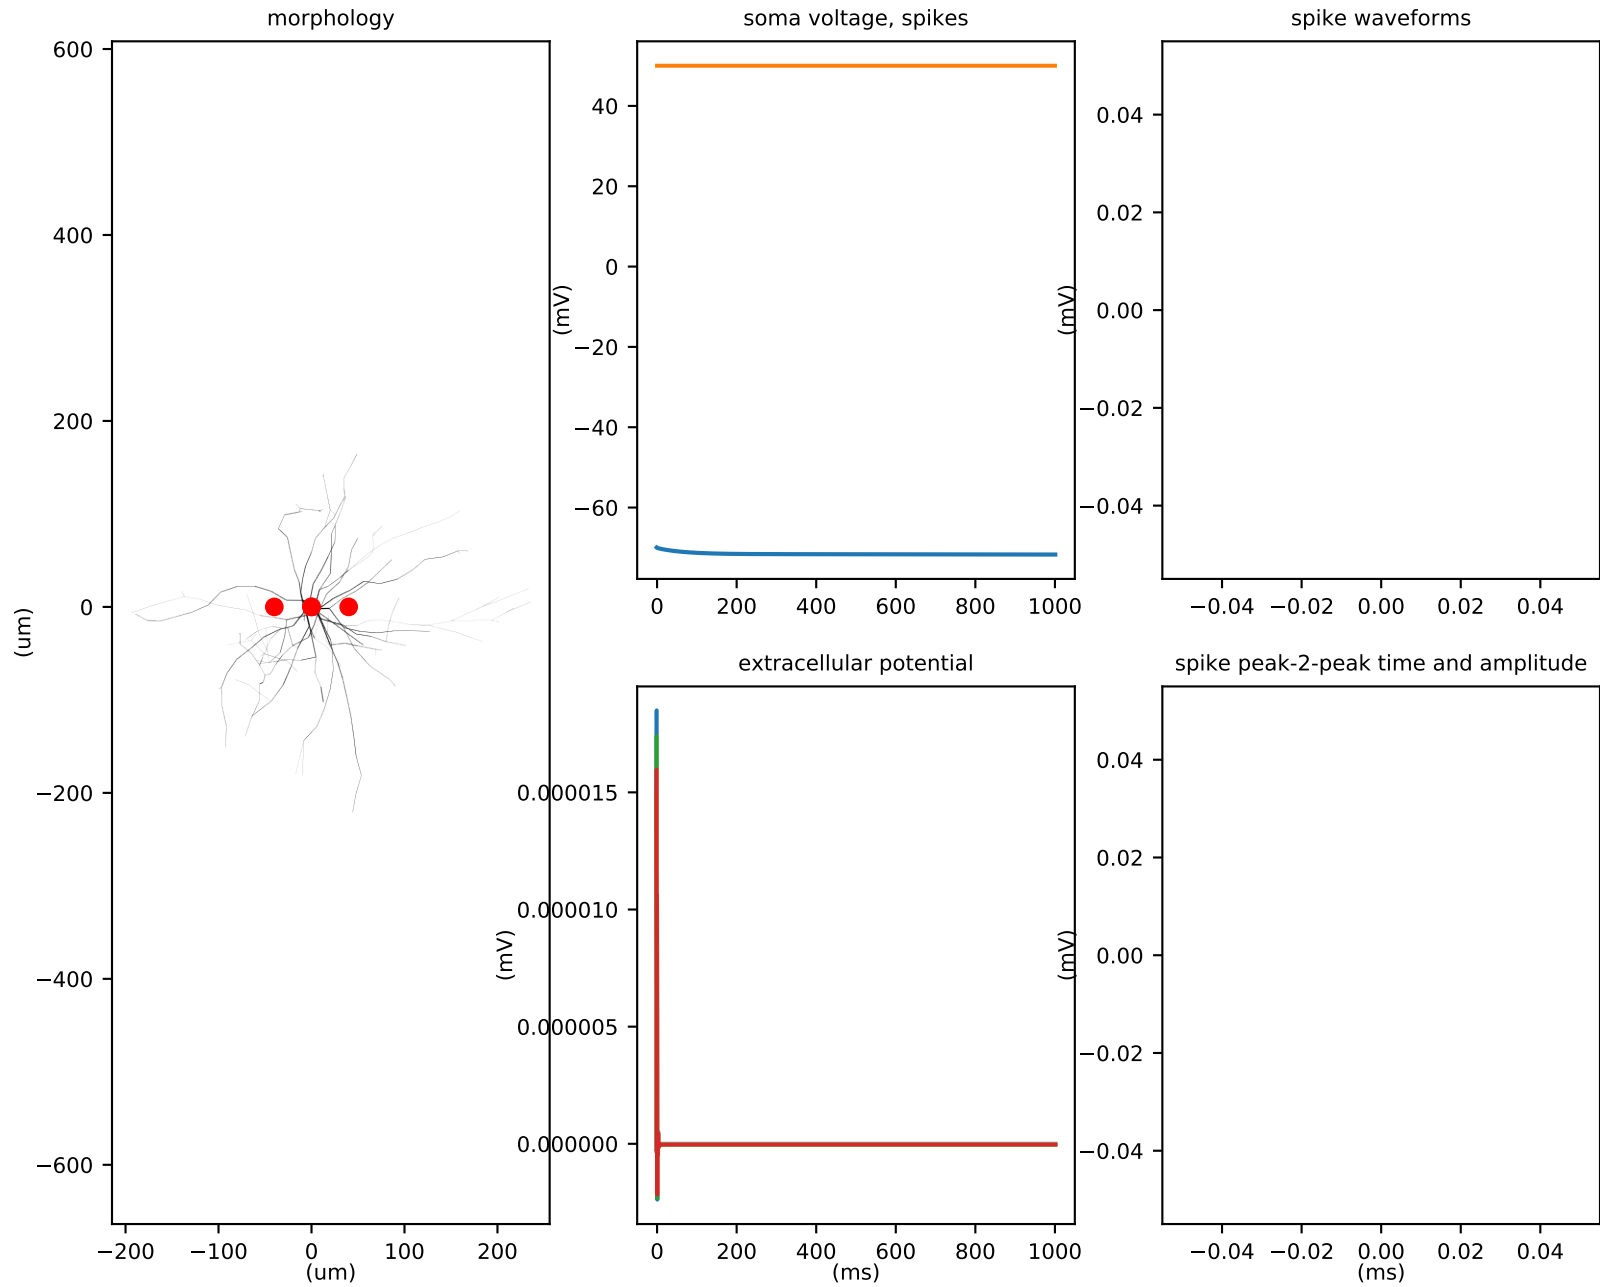 morphology
600
400
200
0
−200
−400
−600
(um)
−200 −100 0 100 200
(um)
soma voltage, spikes
40
20
0
−20
−40
−60
(mV)
0 200 400 600 800 1000
spike waveforms
0.04
0.02
0.00
−0.02
−0.04
(mV)
−0.04 −0.02 0.00 0.02 0.04
extracellular potential
0.000015
0.000010
0.000005
0.000000
(mV)
0 200 400 600 800 1000
(ms)
spike peak-2-peak time and amplitude
0.04
0.02
0.00
−0.02
−0.04
(mV)
−0.04 −0.02 0.00 0.02 0.04
(ms)